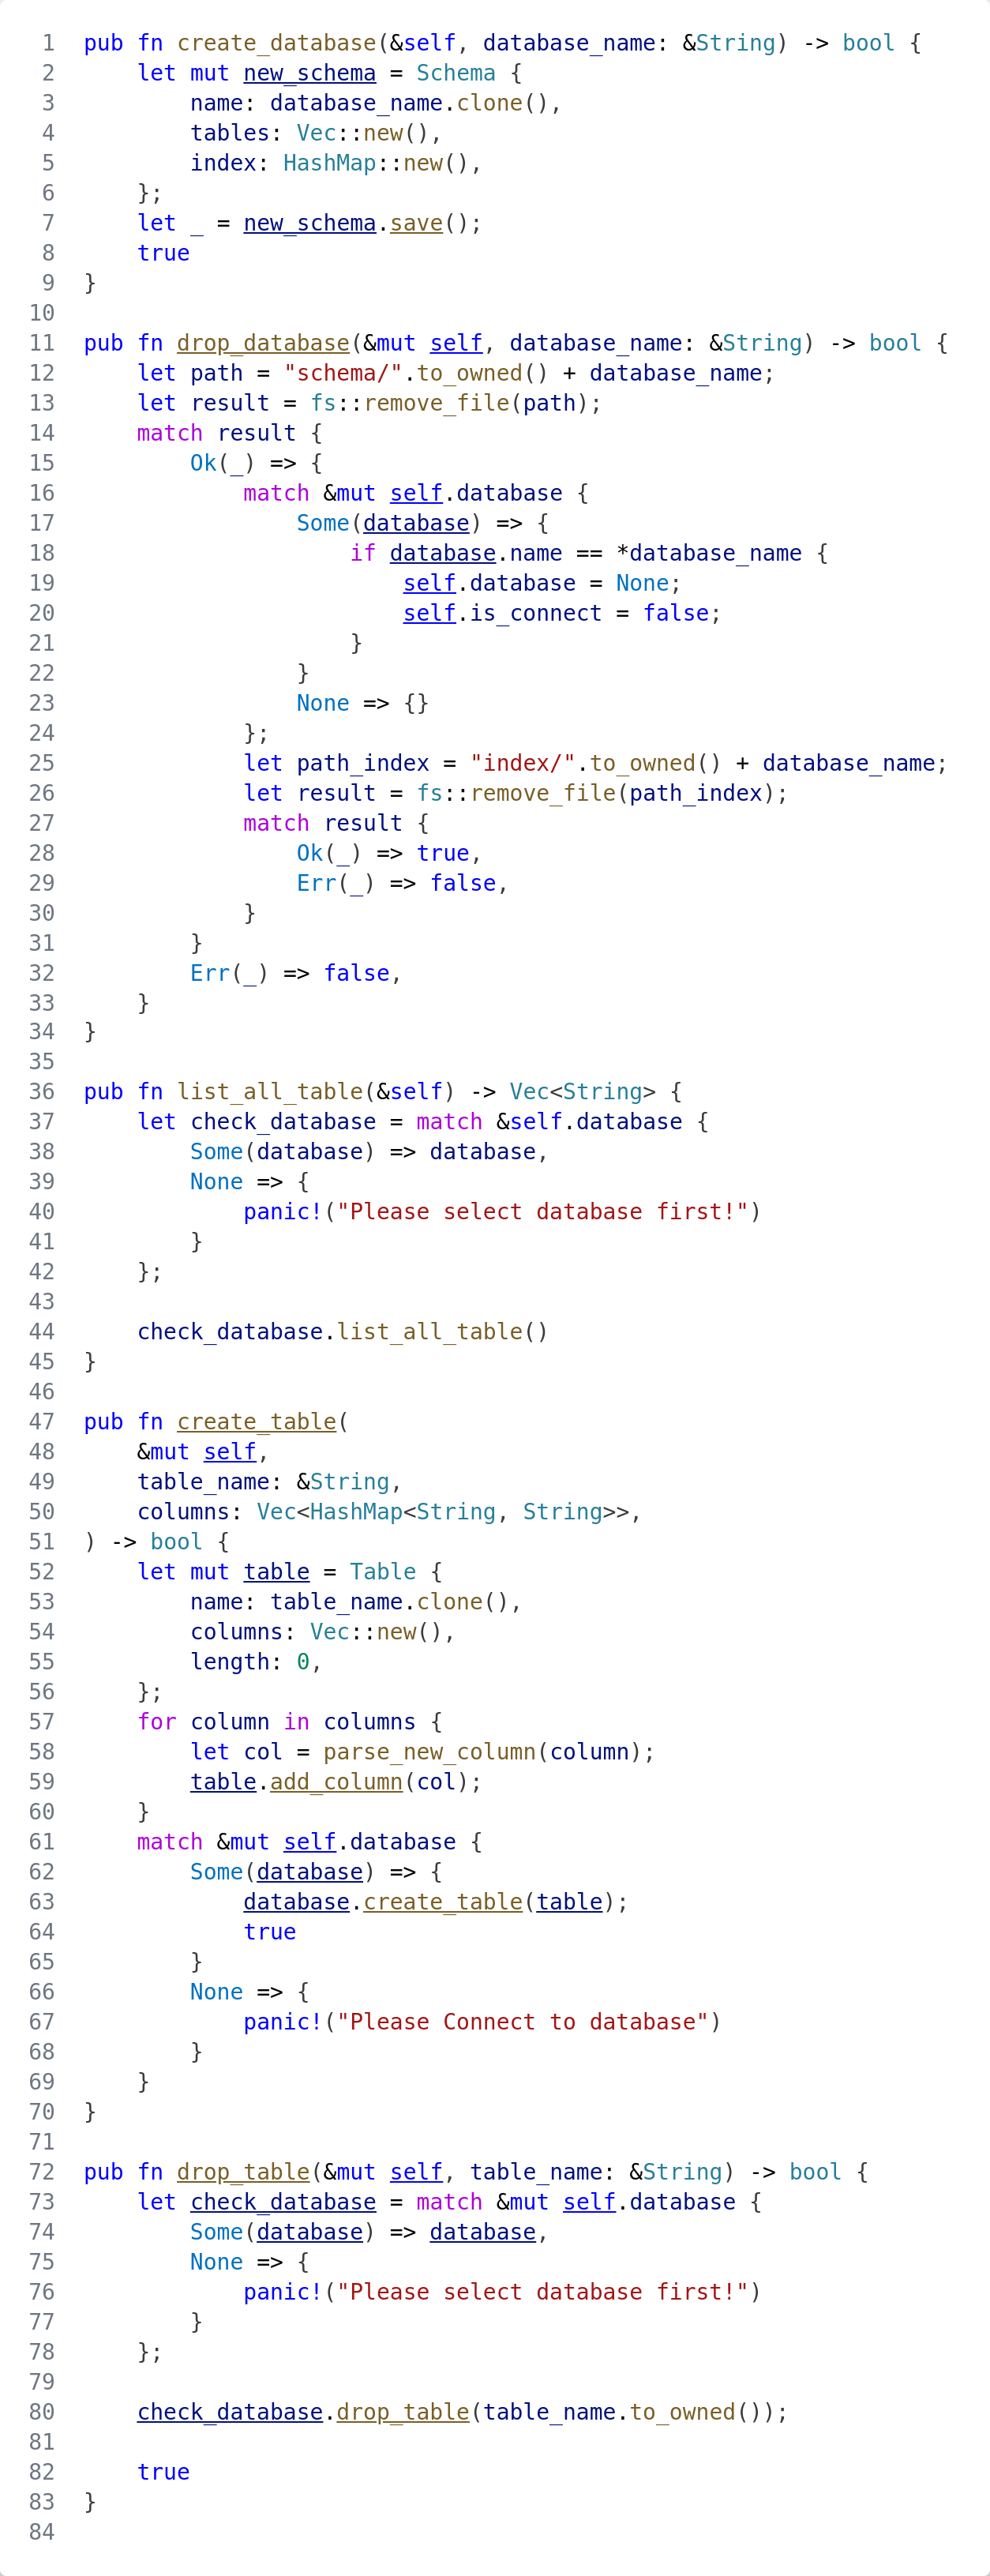 1 pub fn create_database(&self, database_name: &String) -> bool {
2     let mut new_schema = Schema {
3         name: database_name.clone(),
4         tables: Vec::new(),
5         index: HashMap::new(),
6     };
7     let _ = new_schema.save();
8     true
9 }
10
11 pub fn drop_database(&mut self, database_name: &String) -> bool {
12     let path = "schema/".to_owned() + database_name;
13     let result = fs::remove_file(path);
14     match result {
15         Ok(_) => {
16             match &mut self.database {
17                 Some(database) => {
18                     if database.name == *database_name {
19                         self.database = None;
20                         self.is_connect = false;
21                     }
22                 }
23                 None => {}
24             };
25             let path_index = "index/".to_owned() + database_name;
26             let result = fs::remove_file(path_index);
27             match result {
28                 Ok(_) => true,
29                 Err(_) => false,
30             }
31         }
32         Err(_) => false,
33     }
34 }
35
36 pub fn list_all_table(&self) -> Vec<String> {
37     let check_database = match &self.database {
38         Some(database) => database,
39         None => {
40             panic!("Please select database first!")
41         }
42     };
43
44     check_database.list_all_table()
45 }
46
47 pub fn create_table(
48     &mut self,
49     table_name: &String,
50     columns: Vec<HashMap<String, String>>,
51 ) -> bool {
52     let mut table = Table {
53         name: table_name.clone(),
54         columns: Vec::new(),
55         length: 0,
56     };
57     for column in columns {
58         let col = parse_new_column(column);
59         table.add_column(col);
60     }
61     match &mut self.database {
62         Some(database) => {
63             database.create_table(table);
64             true
65         }
66         None => {
67             panic!("Please Connect to database")
68         }
69     }
70 }
71
72 pub fn drop_table(&mut self, table_name: &String) -> bool {
73     let check_database = match &mut self.database {
74         Some(database) => database,
75         None => {
76             panic!("Please select database first!")
77         }
78     };
79
80     check_database.drop_table(table_name.to_owned());
81
82     true
83 }
84